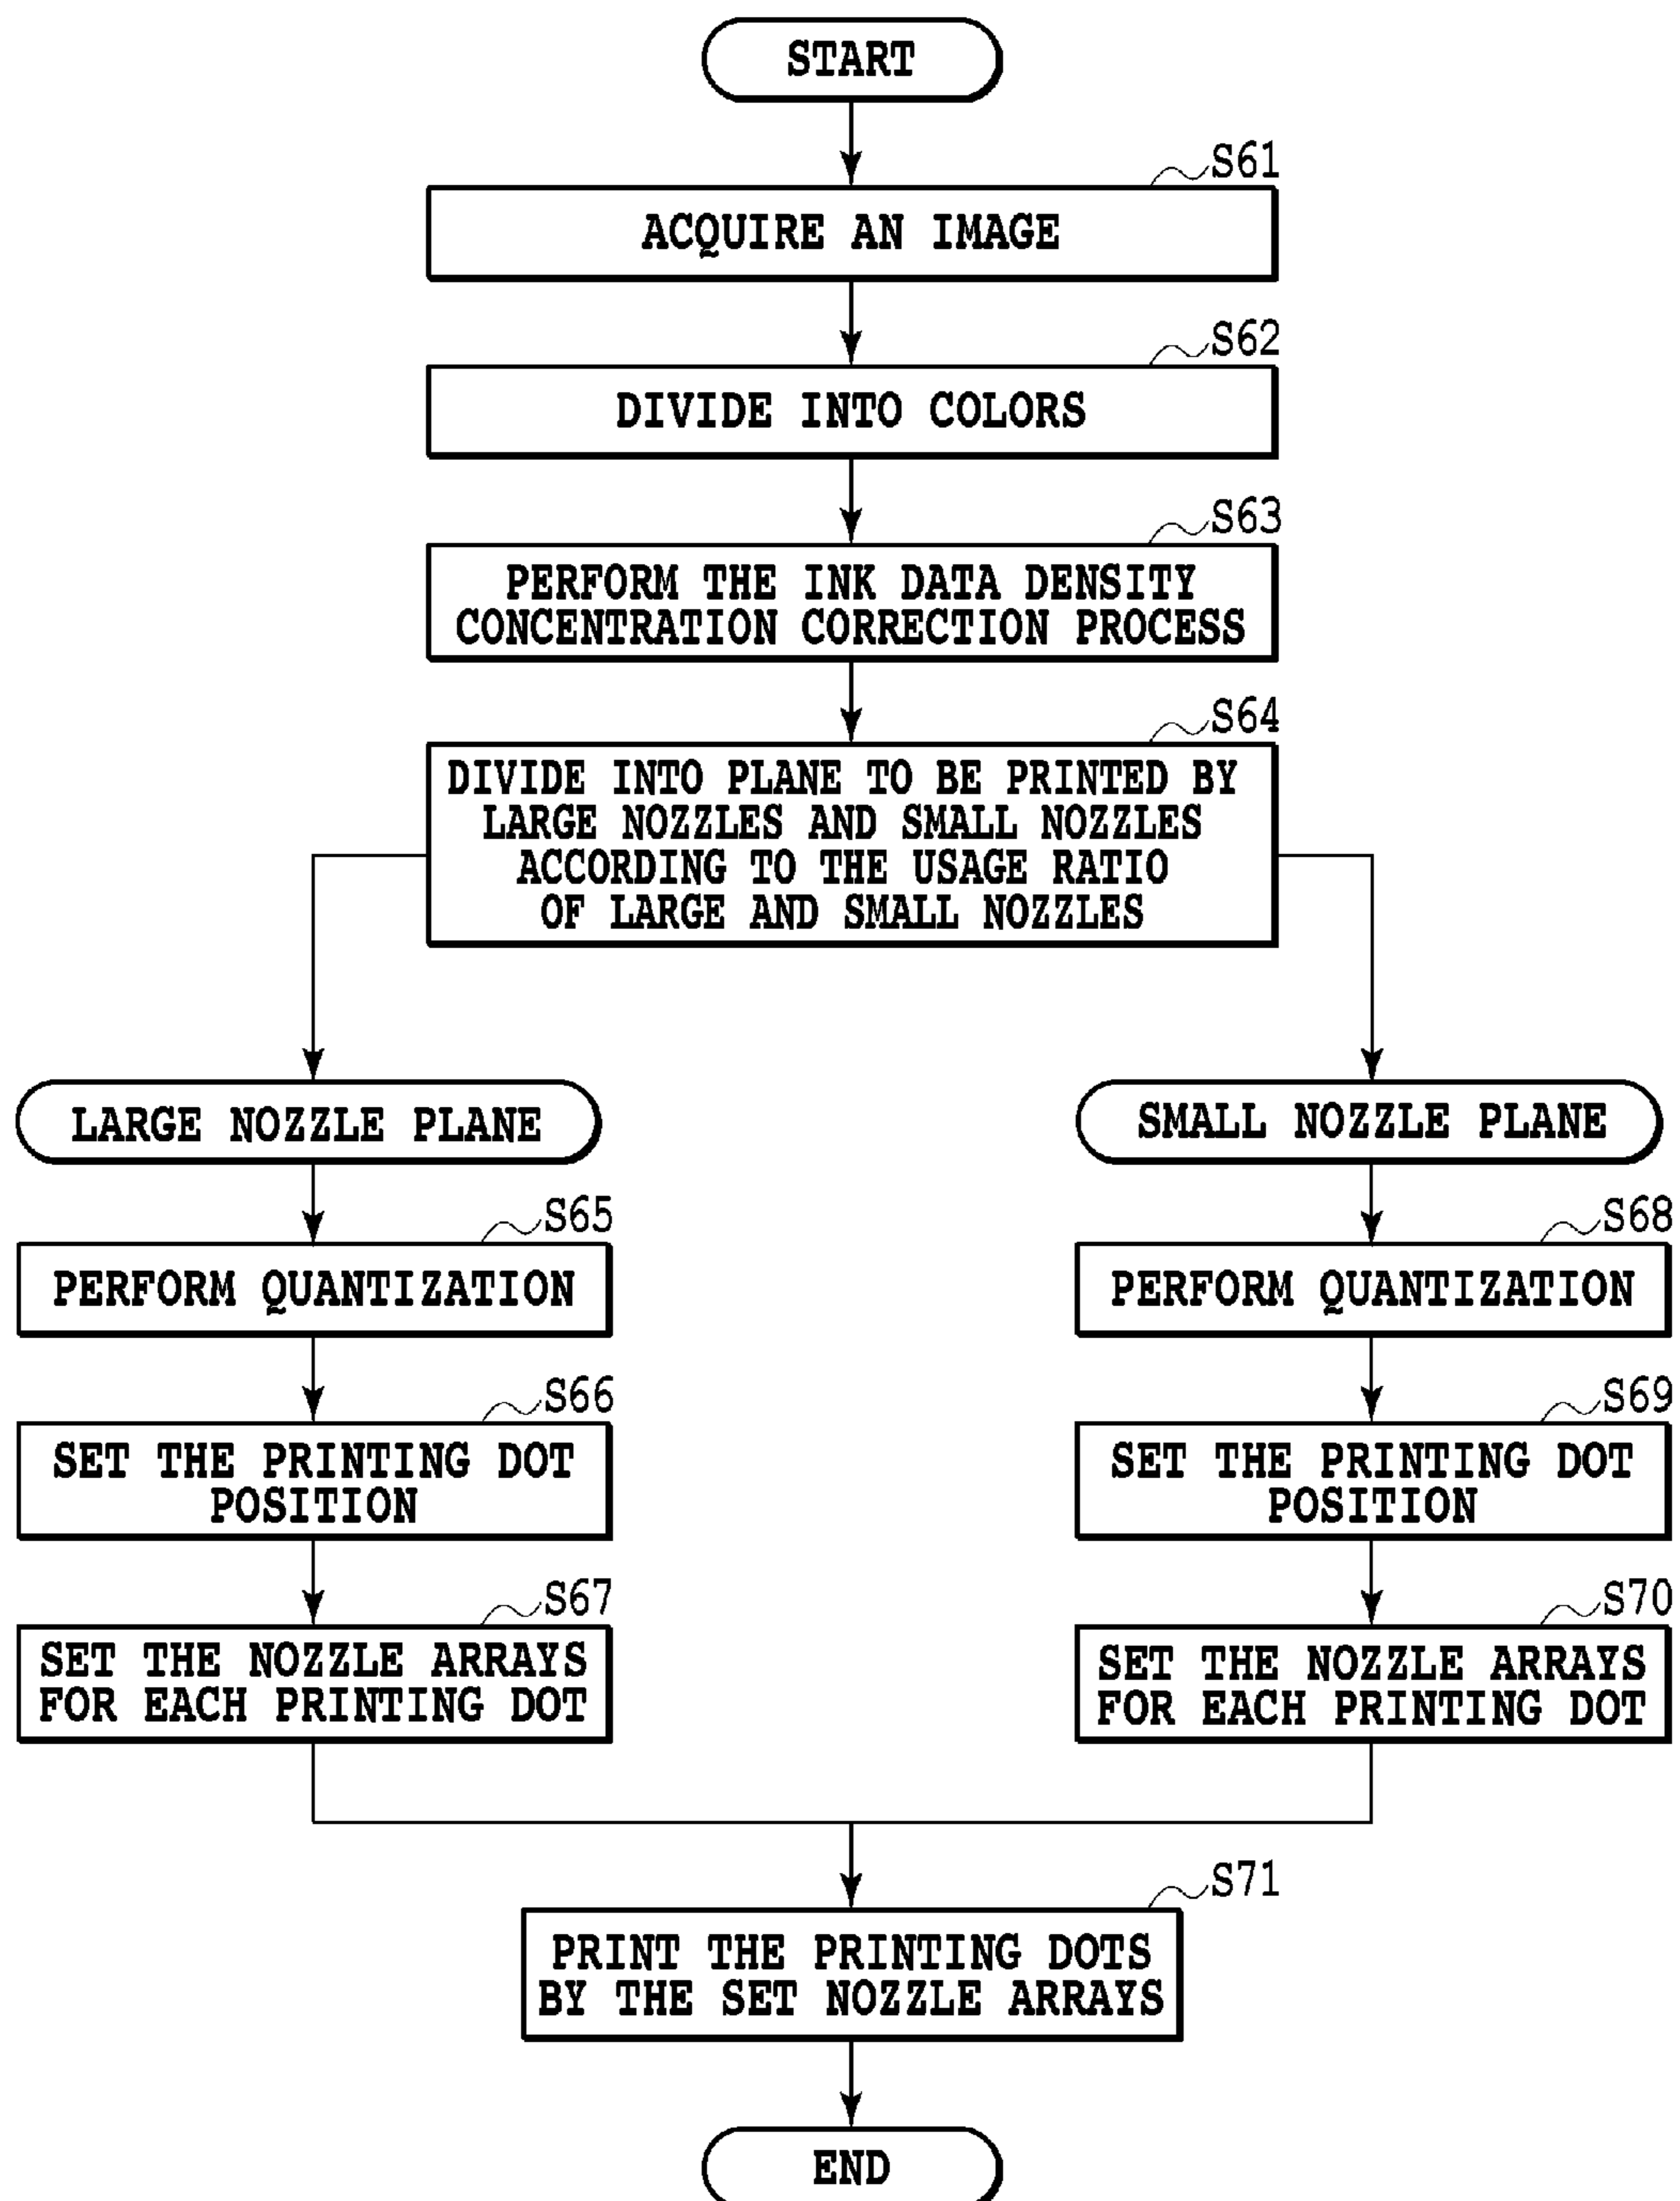 START
S61
ACQUIRE AN IMAGE
S62
DIVIDE INTO COLORS
S63
PERFORM THE INK DATA DENSITY
CONCENTRATION CORRECTION PROCESS
S64
DIVIDE INTO PLANE TO BE PRINTED BY
LARGE NOZZLES AND SMALL NOZZLES
ACCORDING TO THE USAGE RATIO
OF LARGE AND SMALL NOZZLES
LARGE NOZZLE PLANE
S65
PERFORM QUANTIZATION
S66
SET THE PRINTING DOT
POSITION
S67
SET THE NOZZLE ARRAYS
FOR EACH PRINTING DOT
SMALL NOZZLE PLANE
S68
PERFORM QUANTIZATION
S69
SET THE PRINTING DOT
POSITION
S70
SET THE NOZZLE ARRAYS
FOR EACH PRINTING DOT
S71
PRINT THE PRINTING DOTS
BY THE SET NOZZLE ARRAYS
END